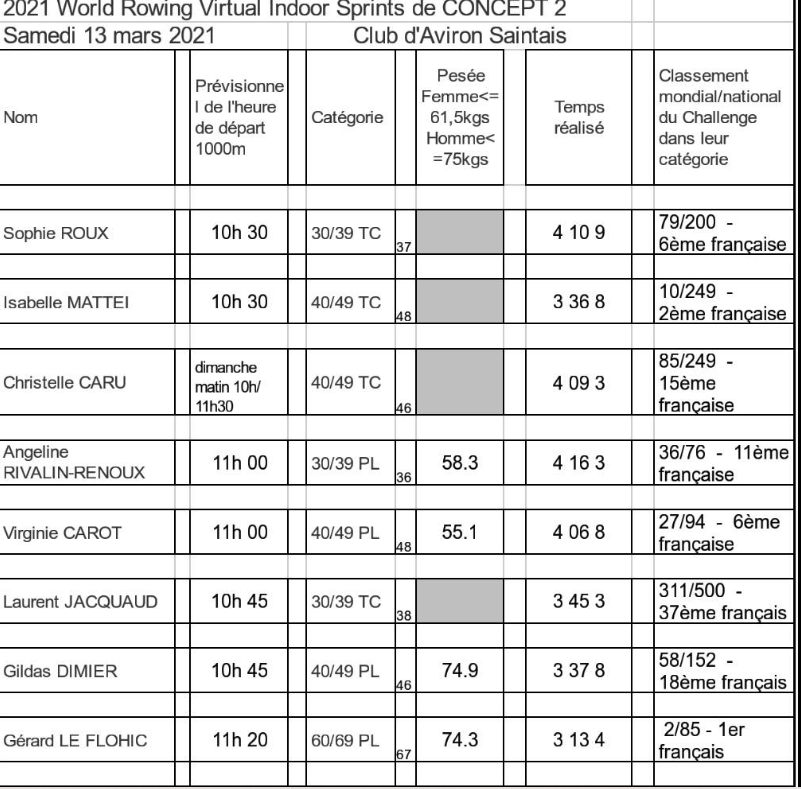 2021 World Rowing Virtual Indoor Sprints de CONCEPT 2
Samedi 13 mars 2021 Club d'Aviron Saintais
Nom
Prévisionne
l de l'heure
de départ
1000m
Catégorie
Pesée
Femme<=
61,5kgs
Homme<
=75kgs
Temps
réalisé
Classement
mondial/national
du Challenge
dans leur
catégorie
Sophie ROUX
10h 30
30/39 TC
37
4 10 9
79/200 -
6ème française
Isabelle MATTEI
10h 30
40/49 TC
48
3 36 8
10/249 -
2ème française
Christelle CARU
dimanche
matin 10h/
11h30
40/49 TC
46
4 09 3
85/249 -
15ème
française
Angeline
RIVALIN-RENOUX
11h 00
30/39 PL
36
58.3
4 16 3
36/76 - 11ème
française
Virginie CAROT
11h 00
40/49 PL
48
55.1
4 06 8
27/94 - 6ème
française
Laurent JACQUAUD
10h 45
30/39 TC
38
3 45 3
311/500 -
37ème français
Gildas DIMIER
10h 45
40/49 PL
46
74.9
3 37 8
58/152 -
18ème français
Gérard LE FLOHIC
11h 20
60/69 PL
67
74.3
3 13 4
2/85 - 1er
français